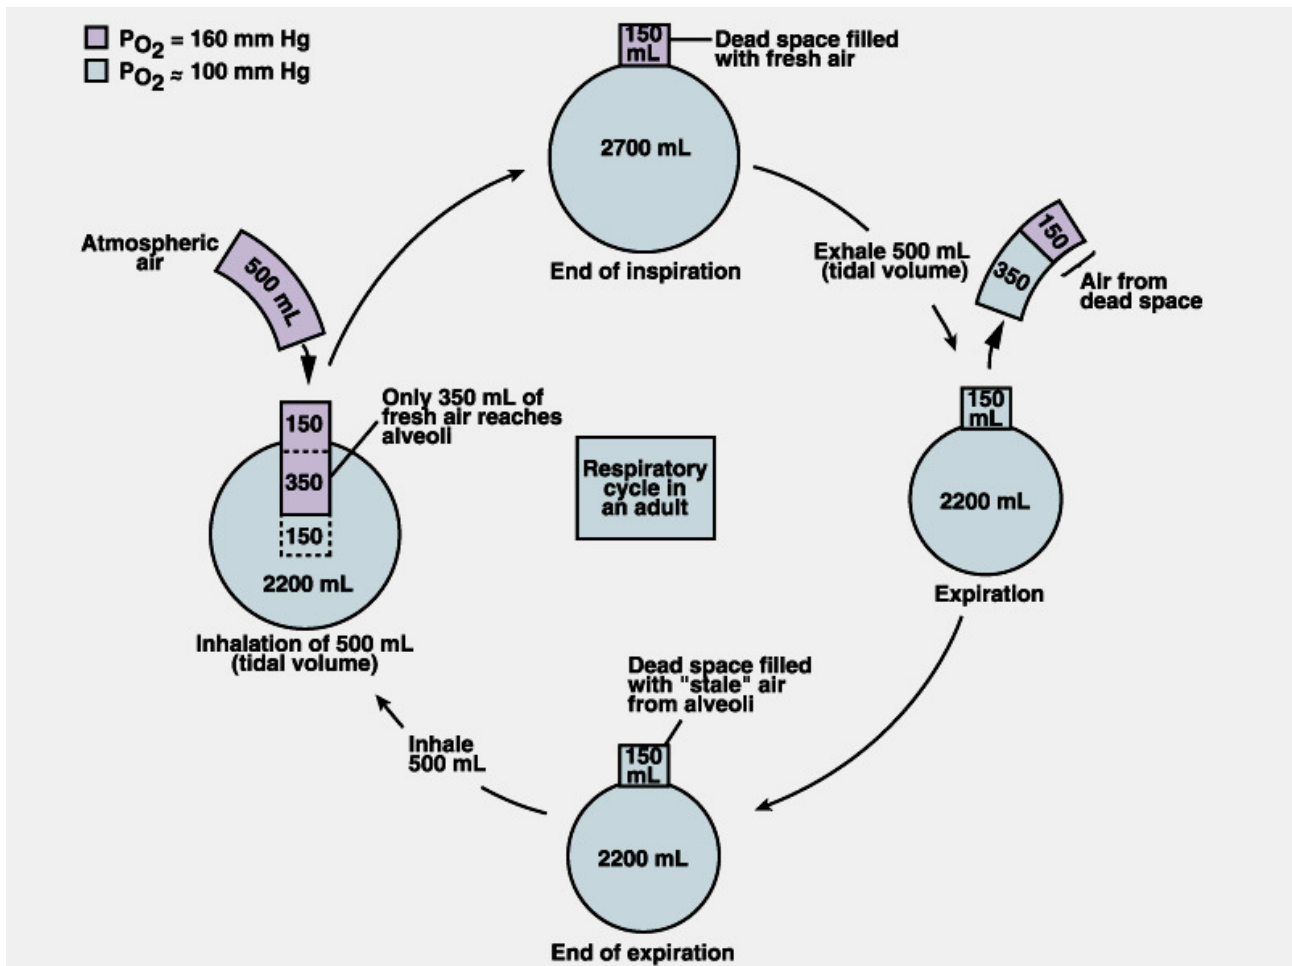 PO2 = 160 mm Hg
PO2 ≈ 100 mm Hg
150
mL
Dead space filled
with fresh air
2700 mL
End of inspiration
Exhale 500 mL
(tidal volume)
150
350
Air from
dead space
150
mL
2200 mL
Expiration
Dead space filled
with "stale" air
from alveoli
150
mL
2200 mL
End of expiration
Inhale
500 mL
Atmospheric
air
500 mL
Only 350 mL of
fresh air reaches
alveoli
150
350
150
2200 mL
Inhalation of 500 mL
(tidal volume)
Respiratory
cycle in
an adult